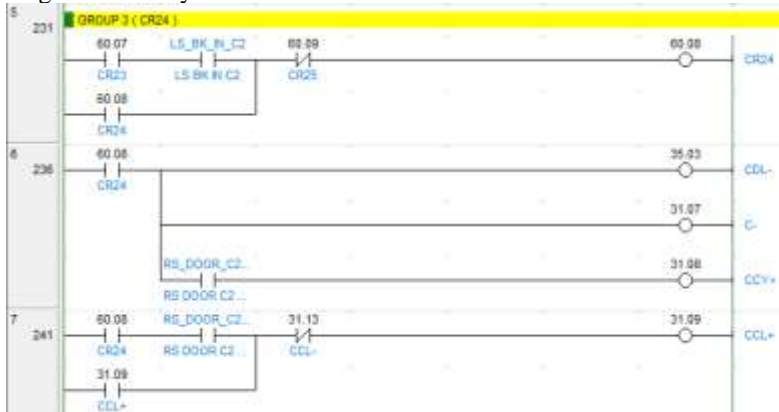 5
231
GROUP 3 ( CR24 )
60.07 LS_BK_IN_C2 60.09 60.08
CR23 LS BK IN C2 CR25 CR24
60.08
CR24
6
236
60.08 35.03
CR24 CDL-
31.07
C-
RS_DOOR_C2... 31.08
RS DOOR C2 ... CCY+
7
241
60.08 RS_DOOR_C2... 31.13 31.09
CR24 RS DOOR C2 ... CCL- CCL+
31.09
CCL+